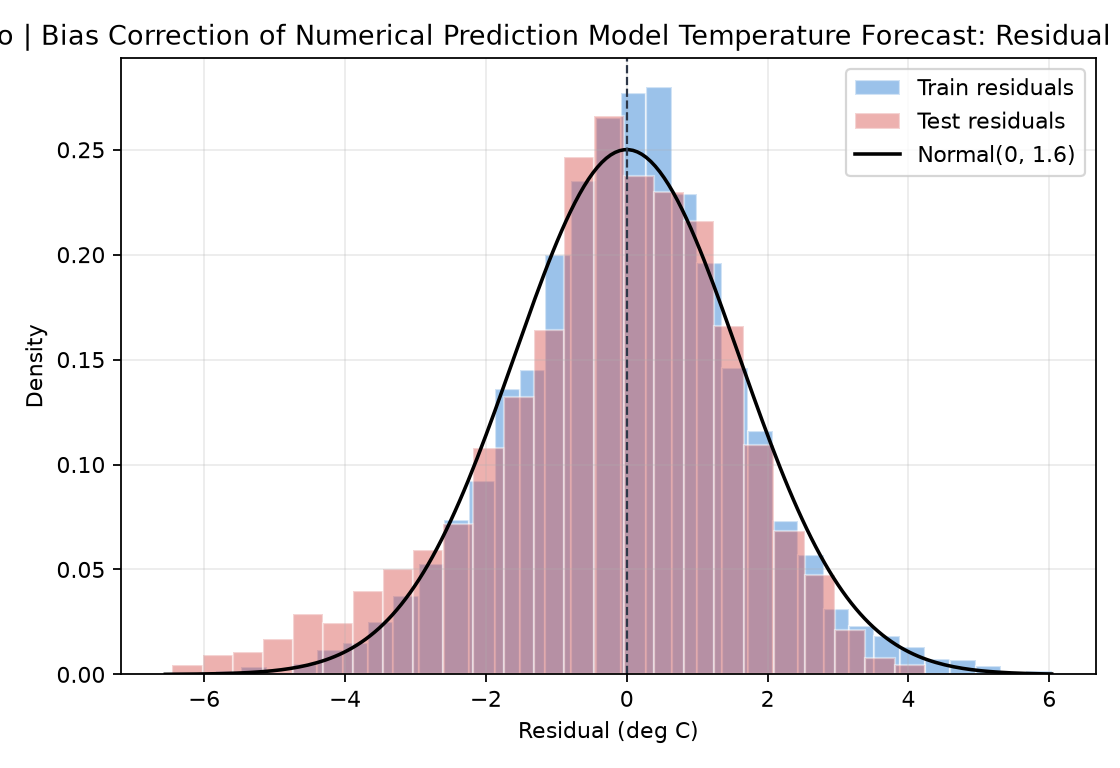 o | Bias Correction of Numerical Prediction Model Temperature Forecast: Residual
Train residuals
Test residuals
Normal(0, 1.6)
Density
0.25
0.20
0.15
0.10
0.05
0.00
−6 −4 −2 0 2 4 6
Residual (deg C)